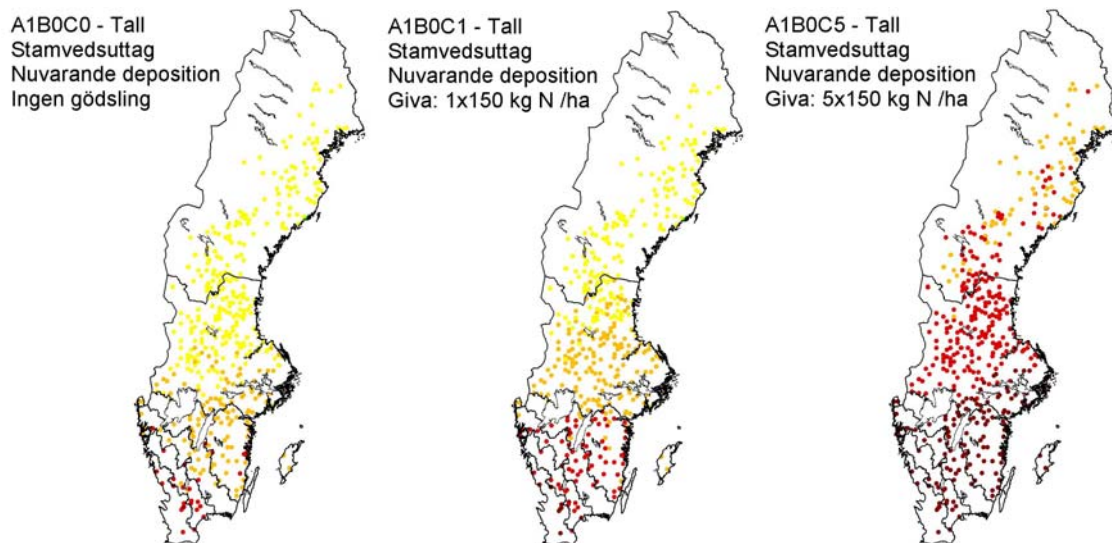 A1B0C0 - Tall
Stamvedsuttag
Nuvarande deposition
Ingen gödsling
A1B0C1 - Tall
Stamvedsuttag
Nuvarande deposition
Giva: 1x150 kg N /ha
A1B0C5 - Tall
Stamvedsuttag
Nuvarande deposition
Giva: 5x150 kg N /ha